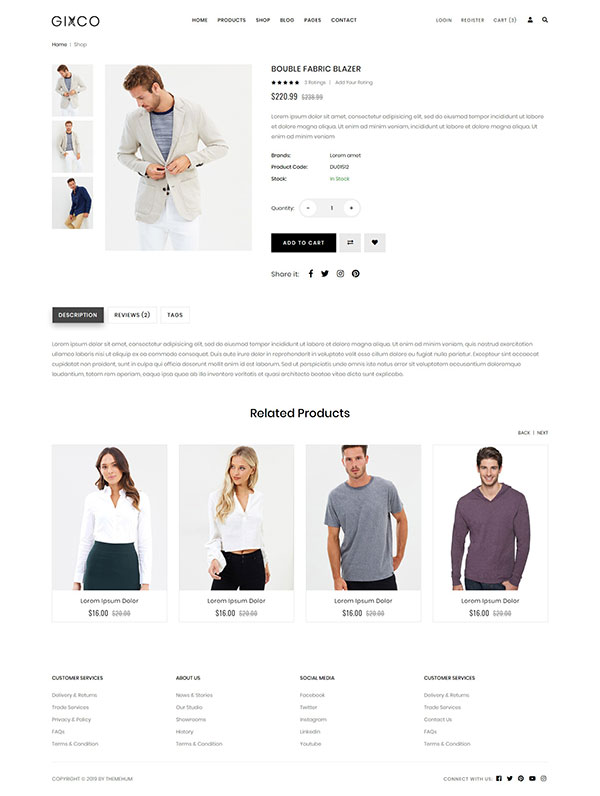 GIXCO
HOME PRODUCTS SHOP BLOG PAGES CONTACT
LOGIN REGISTER CART (3)
Home | Shop
BOUBLE FABRIC BLAZER
3 Ratings | Add Your Rating
$220.99 $239.99
Lorem ipsum dolor sit amet, consectetur adipisicing elit, sed do eiusmod tempor incididunt ut labore
et dolore magna aliqua. Ut enim ad minim veniam, incididunt ut labore et dolore magna aliqua. Ut
enim ad minim veniam
Brands: Lorem amet
Product Code: DU01512
Stock: In Stock
Quantity: - 1 +
ADD TO CART
Share it:
DESCRIPTION REVIEWS (2) TAGS
Lorem ipsum dolor sit amet, consectetur adipisicing elit, sed do eiusmod tempor incididunt ut labore et dolore magna aliqua. Ut enim ad minim veniam, quis nostrud exercitation
ullamco laboris nisi ut aliquip ex ea commodo consequat. Duis aute irure dolor in reprehenderit in voluptate velit esse cillum dolore eu fugiat nulla pariatur. Excepteur sint occaecat
cupidatat non proident, sunt in culpa qui officia deserunt mollit anim id est laborum. Sed ut perspiciatis unde omnis iste natus error sit voluptatem accusantium doloremque
laudantium, totam rem aperiam, eaque ipsa quae ab illo inventore veritatis et quasi architecto beatae vitae dicta sunt explicabo.
Related Products
BACK | NEXT
Lorem Ipsum Dolor
$16.00 $20.00
Lorem Ipsum Dolor
$16.00 $20.00
Lorem Ipsum Dolor
$16.00 $20.00
Lorem Ipsum Dolor
$16.00 $20.00
CUSTOMER SERVICES
Delivery & Returns
Trade Services
Privacy & Policy
FAQs
Terms & Condition
ABOUT US
News & Stories
Our Studio
Showrooms
History
Terms & Condition
SOCIAL MEDIA
Facebook
Twitter
Instagram
Linkedin
Youtube
CUSTOMER SERVICES
Delivery & Returns
Trade Services
Contact Us
FAQs
Terms & Condition
COPYRIGHT © 2019 BY THEMEHUM
CONNECT WITH US: